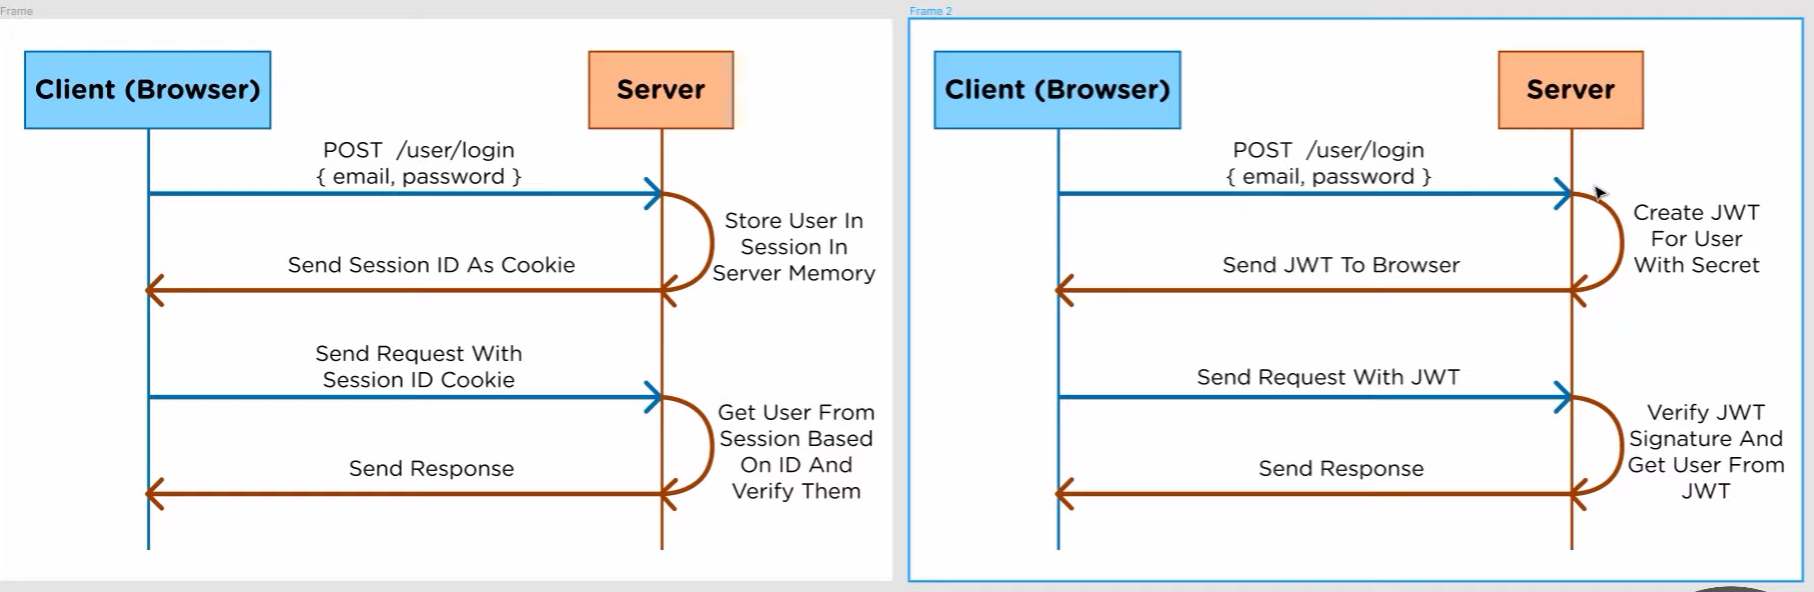 Frame
Client (Browser)
Server
POST /user/login
{ email, password }
Store User In
Session In
Server Memory
Send Session ID As Cookie
Send Request With
Session ID Cookie
Get User From
Session Based
On ID And
Verify Them
Send Response
Frame 2
Client (Browser)
Server
POST /user/login
{ email, password }
Create JWT
For User
With Secret
Send JWT To Browser
Send Request With JWT
Verify JWT
Signature And
Get User From
JWT
Send Response